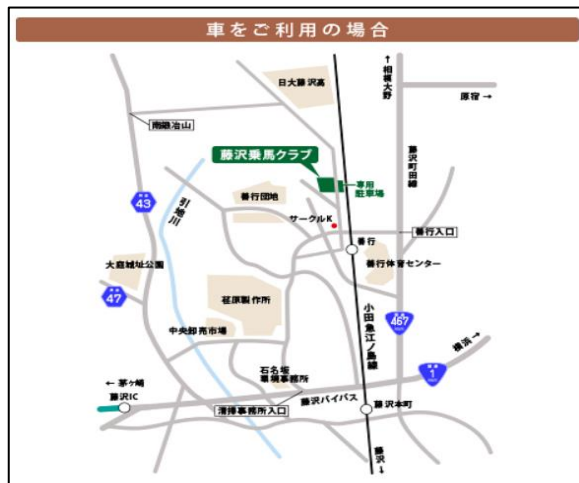 車をご利用の場合
日大藤沢高
↑相模大野
原宿 →
南鍛冶山
藤沢乗馬クラブ
専用
駐車場
藤沢町田線
43
引地川
善行団地
サークルK
善行入口
善行
善行体育センター
大庭城址公園
47
荏原製作所
小田急江ノ島線
467
中央卸売市場
横浜→
石名坂
環境事務所
1
← 茅ヶ崎
藤沢IC
清掃事務所入口
藤沢バイパス
藤沢本町
藤沢↓